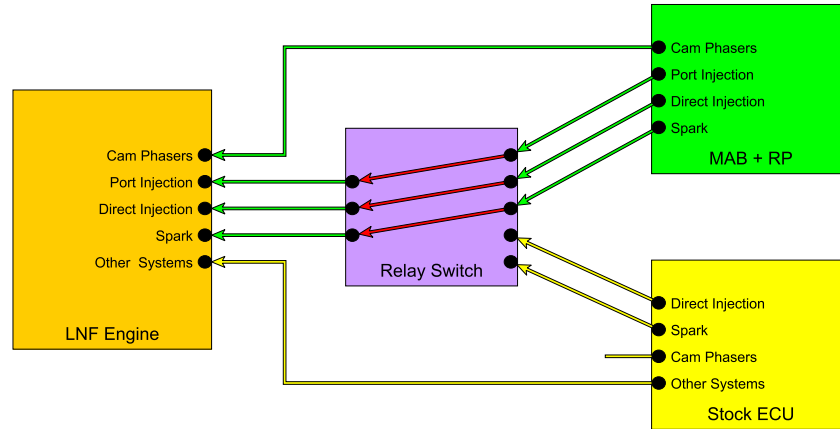 Cam Phasers
Port Injection
Direct Injection
Spark
Other Systems
LNF Engine
Relay Switch
Cam Phasers
Port Injection
Direct Injection
Spark
MAB + RP
Direct Injection
Spark
Cam Phasers
Other Systems
Stock ECU